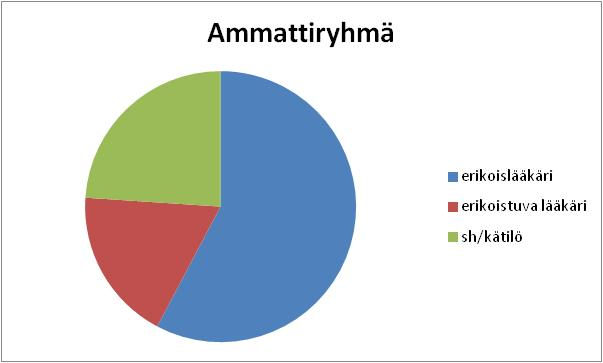 Ammattiryhmä
erikoislääkäri
erikoistuva lääkäri
sh/kätilö